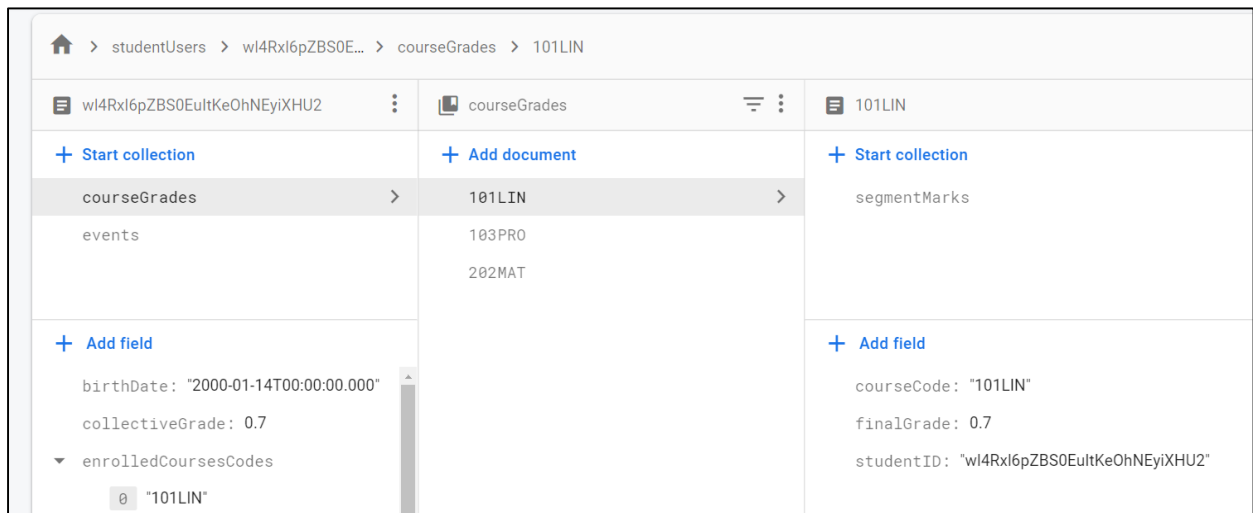 studentUsers > wl4Rxl6pZBS0E… > courseGrades > 101LIN
wl4Rxl6pZBS0EultKeOhNEyiXHU2
courseGrades
101LIN
+ Start collection
+ Add document
+ Start collection
courseGrades >
101LIN >
segmentMarks
events
103PRO
202MAT
+ Add field
+ Add field
birthDate: "2000-01-14T00:00:00.000"
courseCode: "101LIN"
collectiveGrade: 0.7
finalGrade: 0.7
enrolledCoursesCodes
studentID: "wl4Rxl6pZBS0EultKeOhNEyiXHU2"
0 "101LIN"